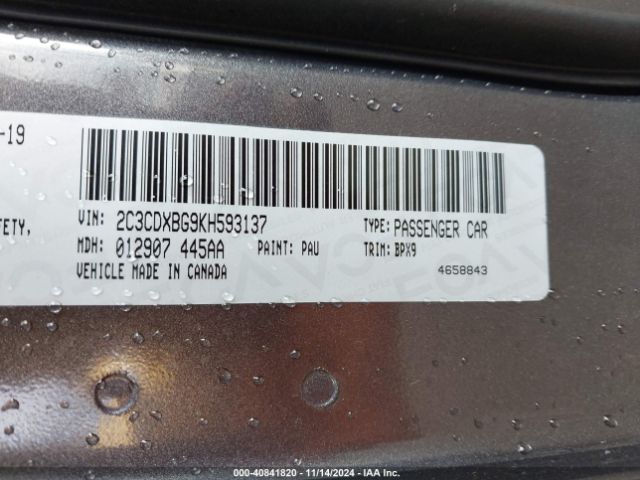 -19
FETY,
VIN: 2C3CDXBG9KH593137
TYPE: PASSENGER CAR
MDH: 012907 445AA
PAINT: PAU
TRIM: BPX9
VEHICLE MADE IN CANADA
4658843
000-40841820 | 11/14/2024 | IAA Inc.